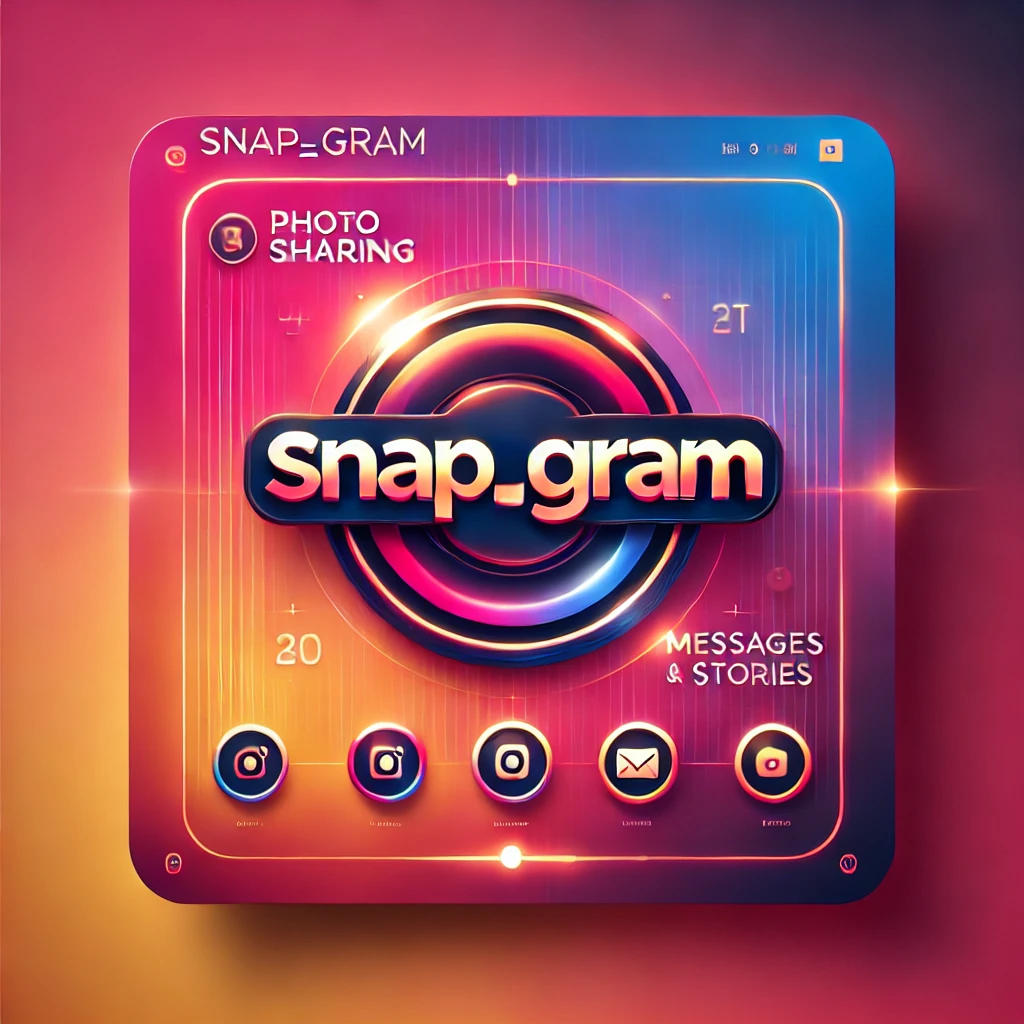 SNAP_GRAM
PHOTO
SHARING
2T
snap_gram
20
MESSAGES
& STORIES